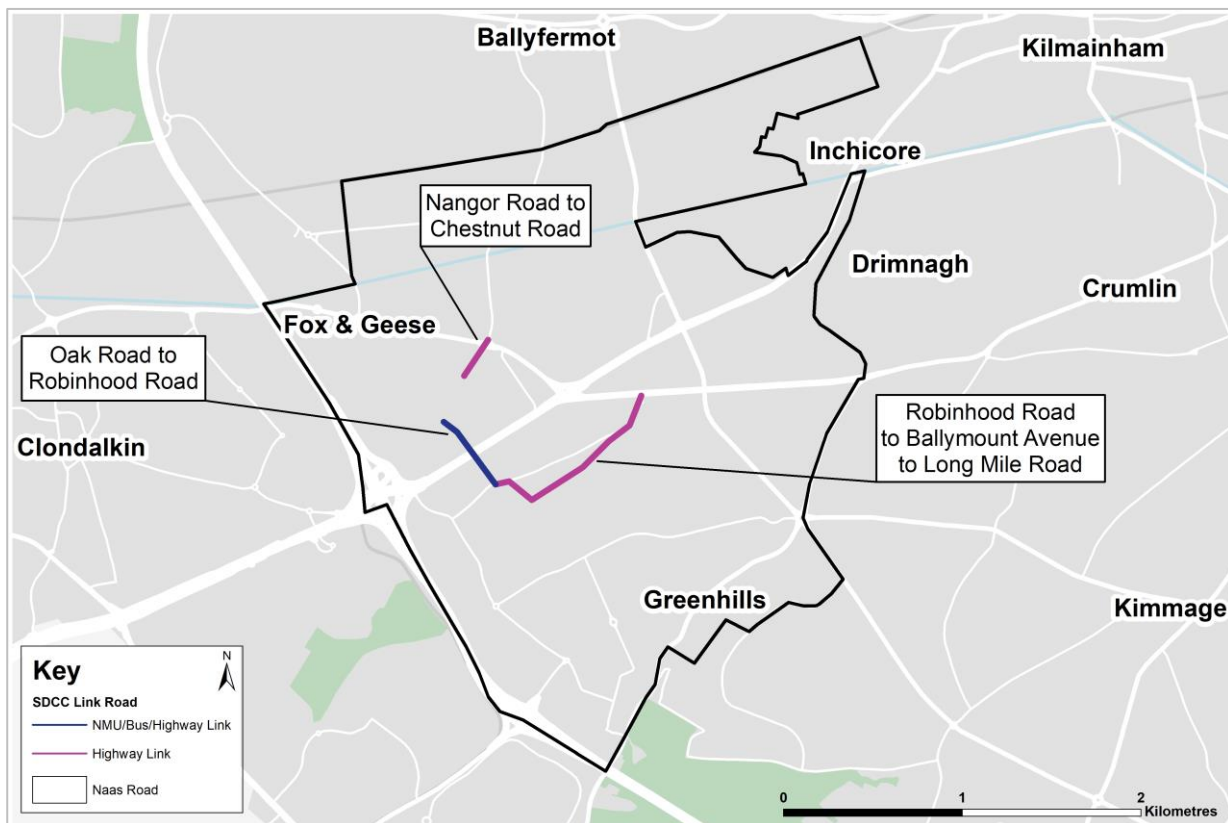 Ballyfermot
Kilmainham
Inchicore
Nangor Road to
Chestnut Road
Drimnagh
Crumlin
Fox & Geese
Oak Road to
Robinhood Road
Robinhood Road
to Ballymount Avenue
to Long Mile Road
Clondalkin
Greenhills
Kimmage
Key
N
SDCC Link Road
NMU/Bus/Highway Link
Highway Link
Naas Road
0 1 2
Kilometres